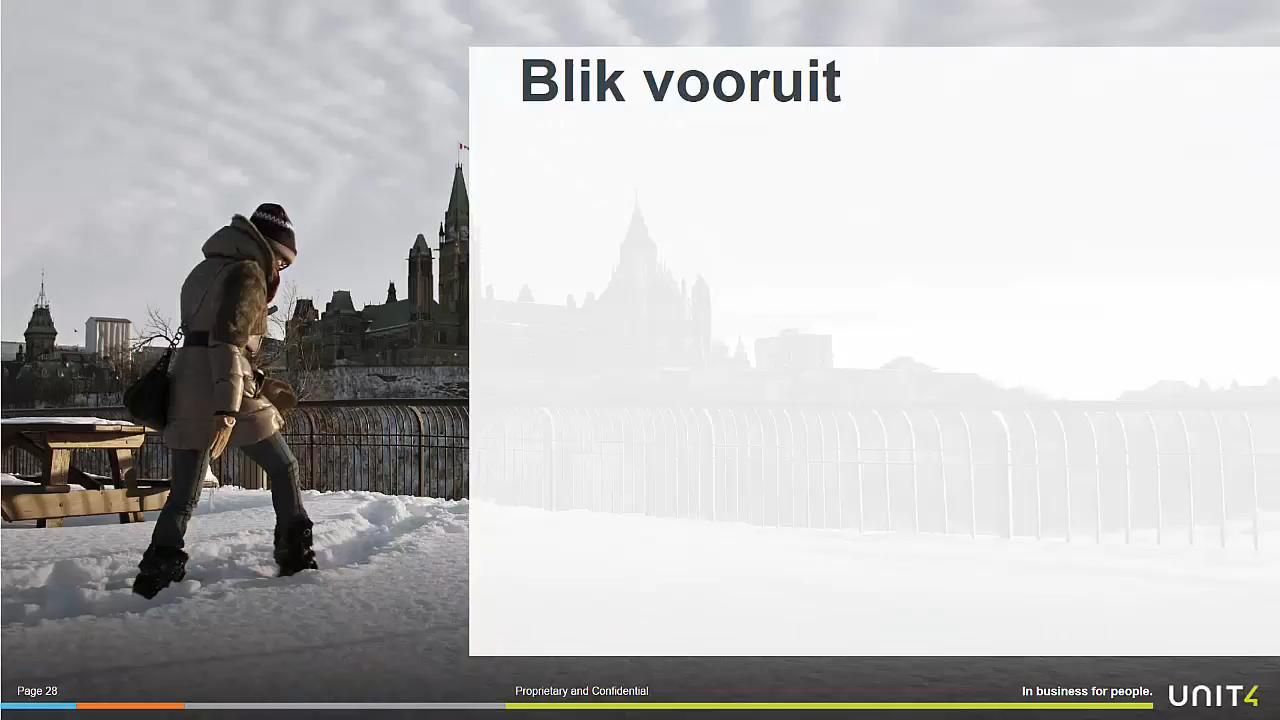 Blik vooruit
Page 28
Proprietary and Confidential
In business for people.
UNIT4